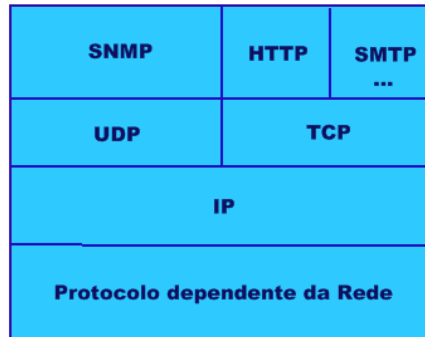 SNMP
HTTP
SMTP
...
UDP
TCP
IP
Protocolo dependente da Rede